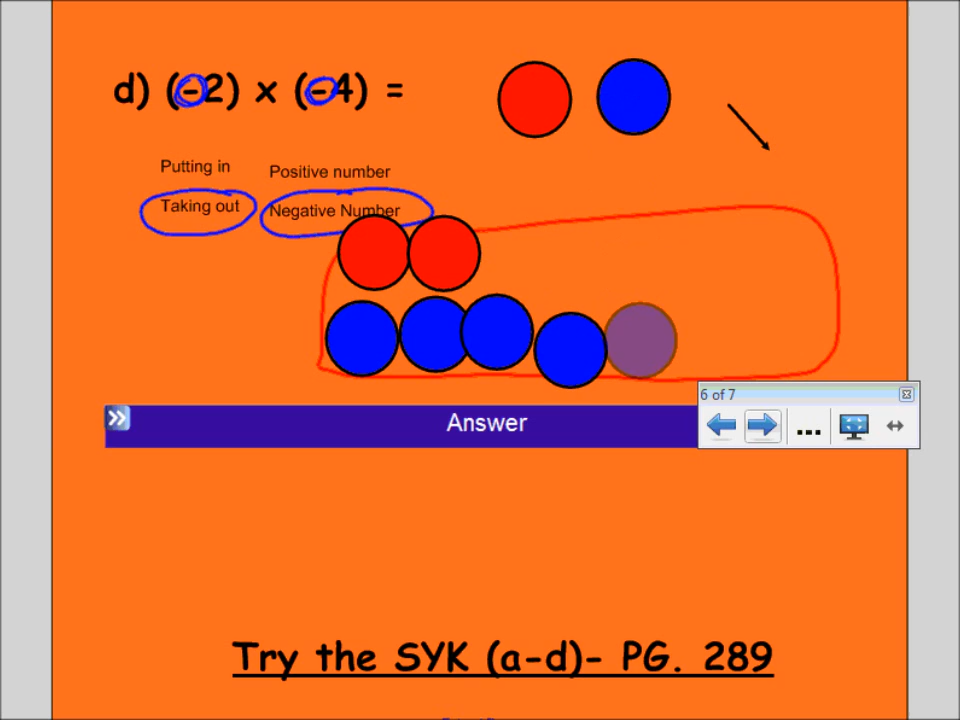 d) (-2) x (-4) =
Putting in
Positive number
Taking out
Negative Number
6 of 7
Answer
Try the SYK (a-d)- PG. 289